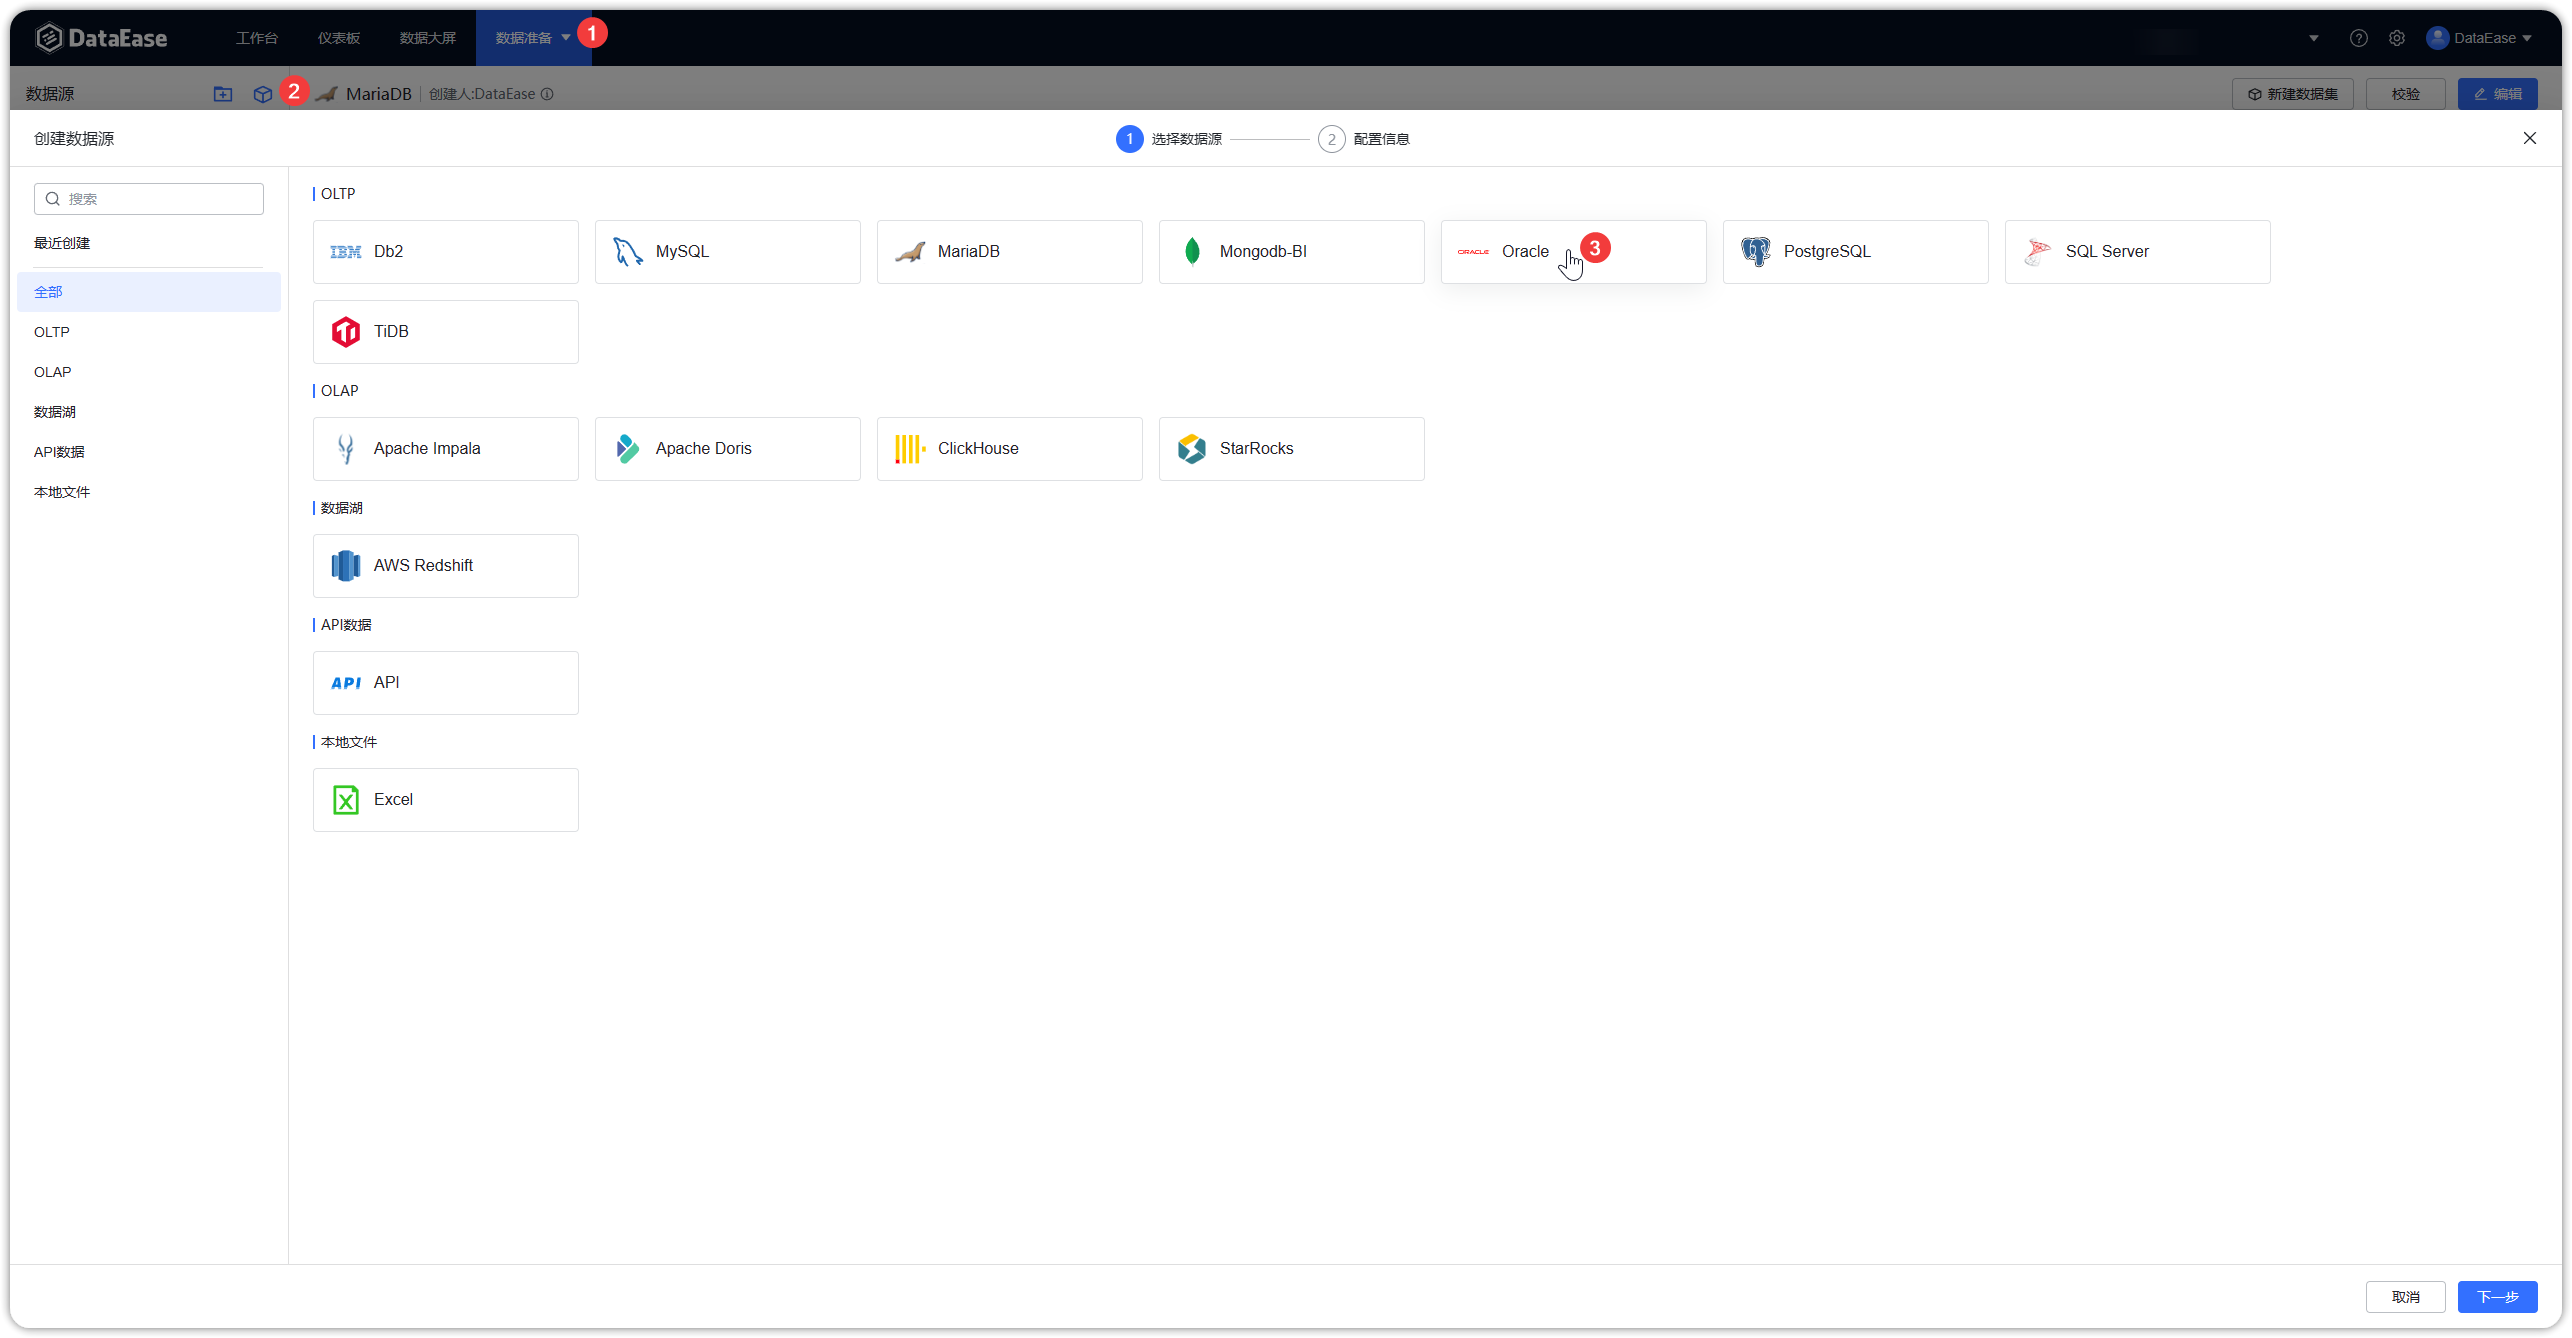 DataEase 工作台 仪表板 数据大屏 数据准备 1 DataEase
数据源 2 MariaDB 创建人:DataEase 新建数据集 校验 编辑
创建数据源 1 选择数据源 2 配置信息
搜索
最近创建
全部
OLTP
OLAP
数据湖
API数据
本地文件
OLTP
IBM Db2 MySQL MariaDB Mongodb-BI ORACLE Oracle 3 PostgreSQL SQL Server
TiDB
OLAP
Apache Impala Apache Doris ClickHouse StarRocks
数据湖
AWS Redshift
API数据
API API
本地文件
Excel
取消 下一步